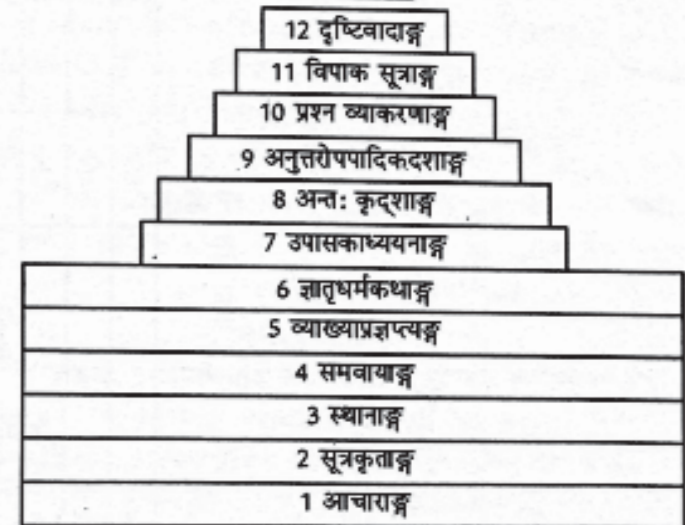 12 दृष्टिवादाङ्ग
11 विपाक सूत्राङ्ग
10 प्रश्न व्याकरणाङ्ग
9 अनुत्तरोपपादिकदशाङ्ग
8 अन्त: कृद्शाङ्ग
7 उपासकाध्ययनाङ्ग
6 ज्ञातृधर्मकथाङ्ग
5 व्याख्याप्रज्ञप्त्यङ्ग
4 समवायाङ्ग
3 स्थानाङ्ग
2 सूत्रकृताङ्ग
1 आचाराङ्ग